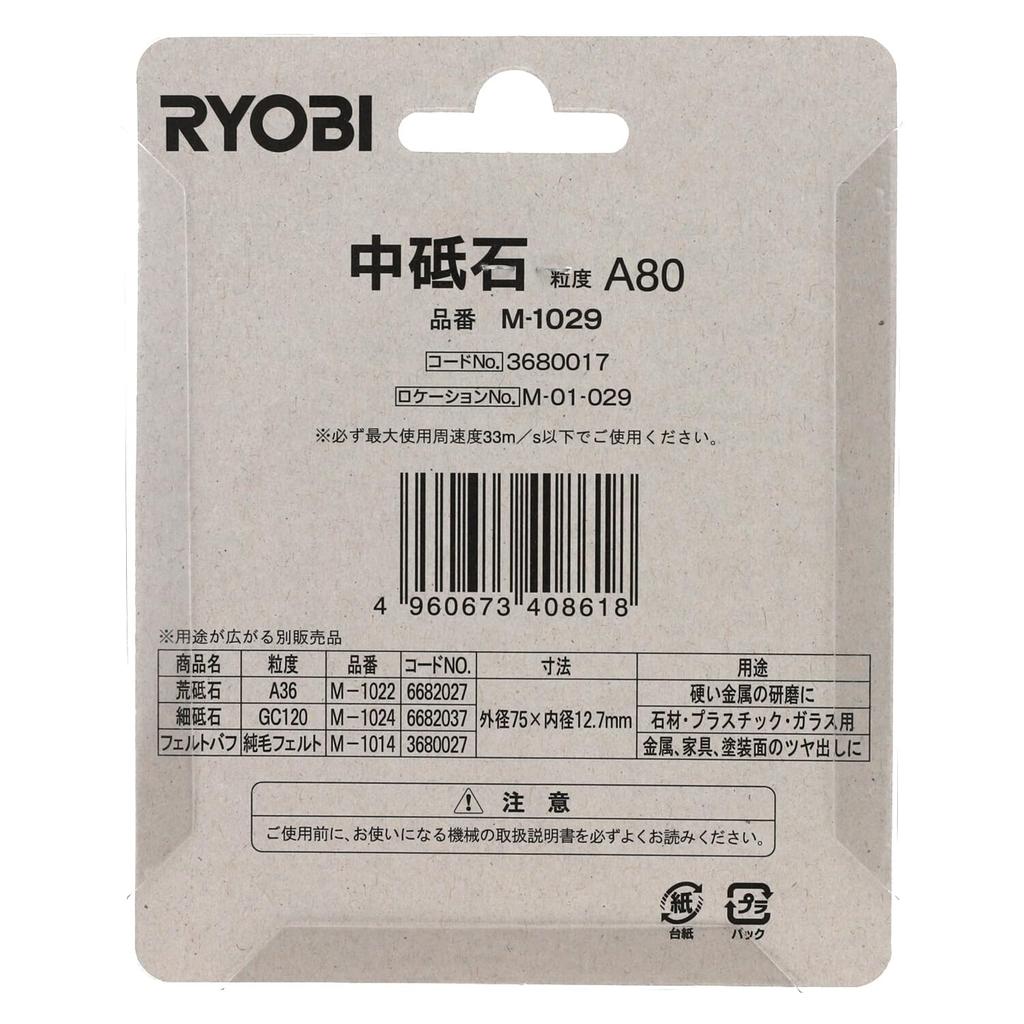 RYOBI
中砥石 粒度 A80
品番 M-1029
コードNo. 3680017
ロケーションNo. M-01-029
※必ず最大使用周速度33m/s以下でご使用ください。
4 960673 408618
※用途が広がる別販売品
商品名 粒度 品番 コードNO. 寸法 用途
荒砥石 A36 M-1022 6682027 外径75×内径12.7mm 硬い金属の研磨に
細砥石 GC120 M-1024 6682037 石材・プラスチック・ガラス用
フェルトバフ 純毛フェルト M-1014 3680027 金属、家具、塗装面のツヤ出しに
注意
ご使用前に、お使いになる機械の取扱説明書を必ずよくお読みください。
紙 プラ
台紙 パック